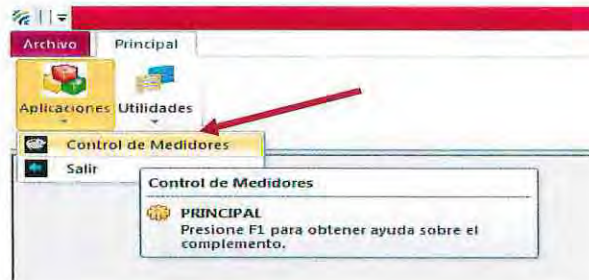 Archivo Principal
Aplicaciones Utilidades
Control de Medidores
Salir
Control de Medidores
PRINCIPAL
Presione F1 para obtener ayuda sobre el
complemento.